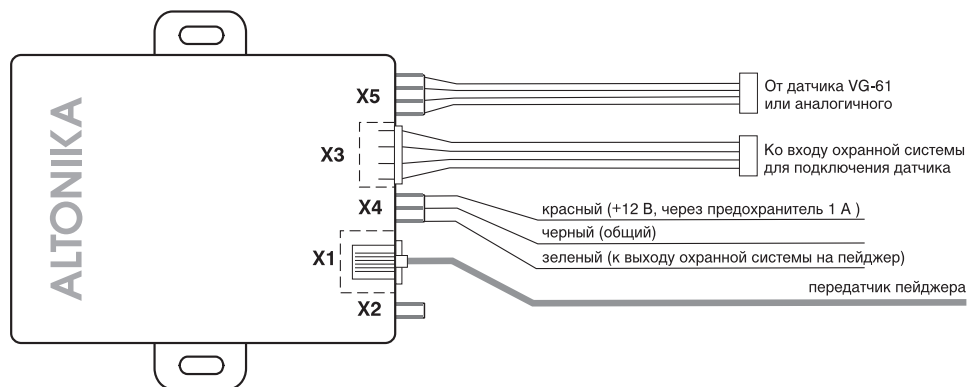 ALTONIKA
X5
От датчика VG-61
или аналогичного
X3
Ко входу охранной системы
для подключения датчика
X4
красный (+12 В, через предохранитель 1 А )
черный (общий)
зеленый (к выходу охранной системы на пейджер)
X1
передатчик пейджера
X2